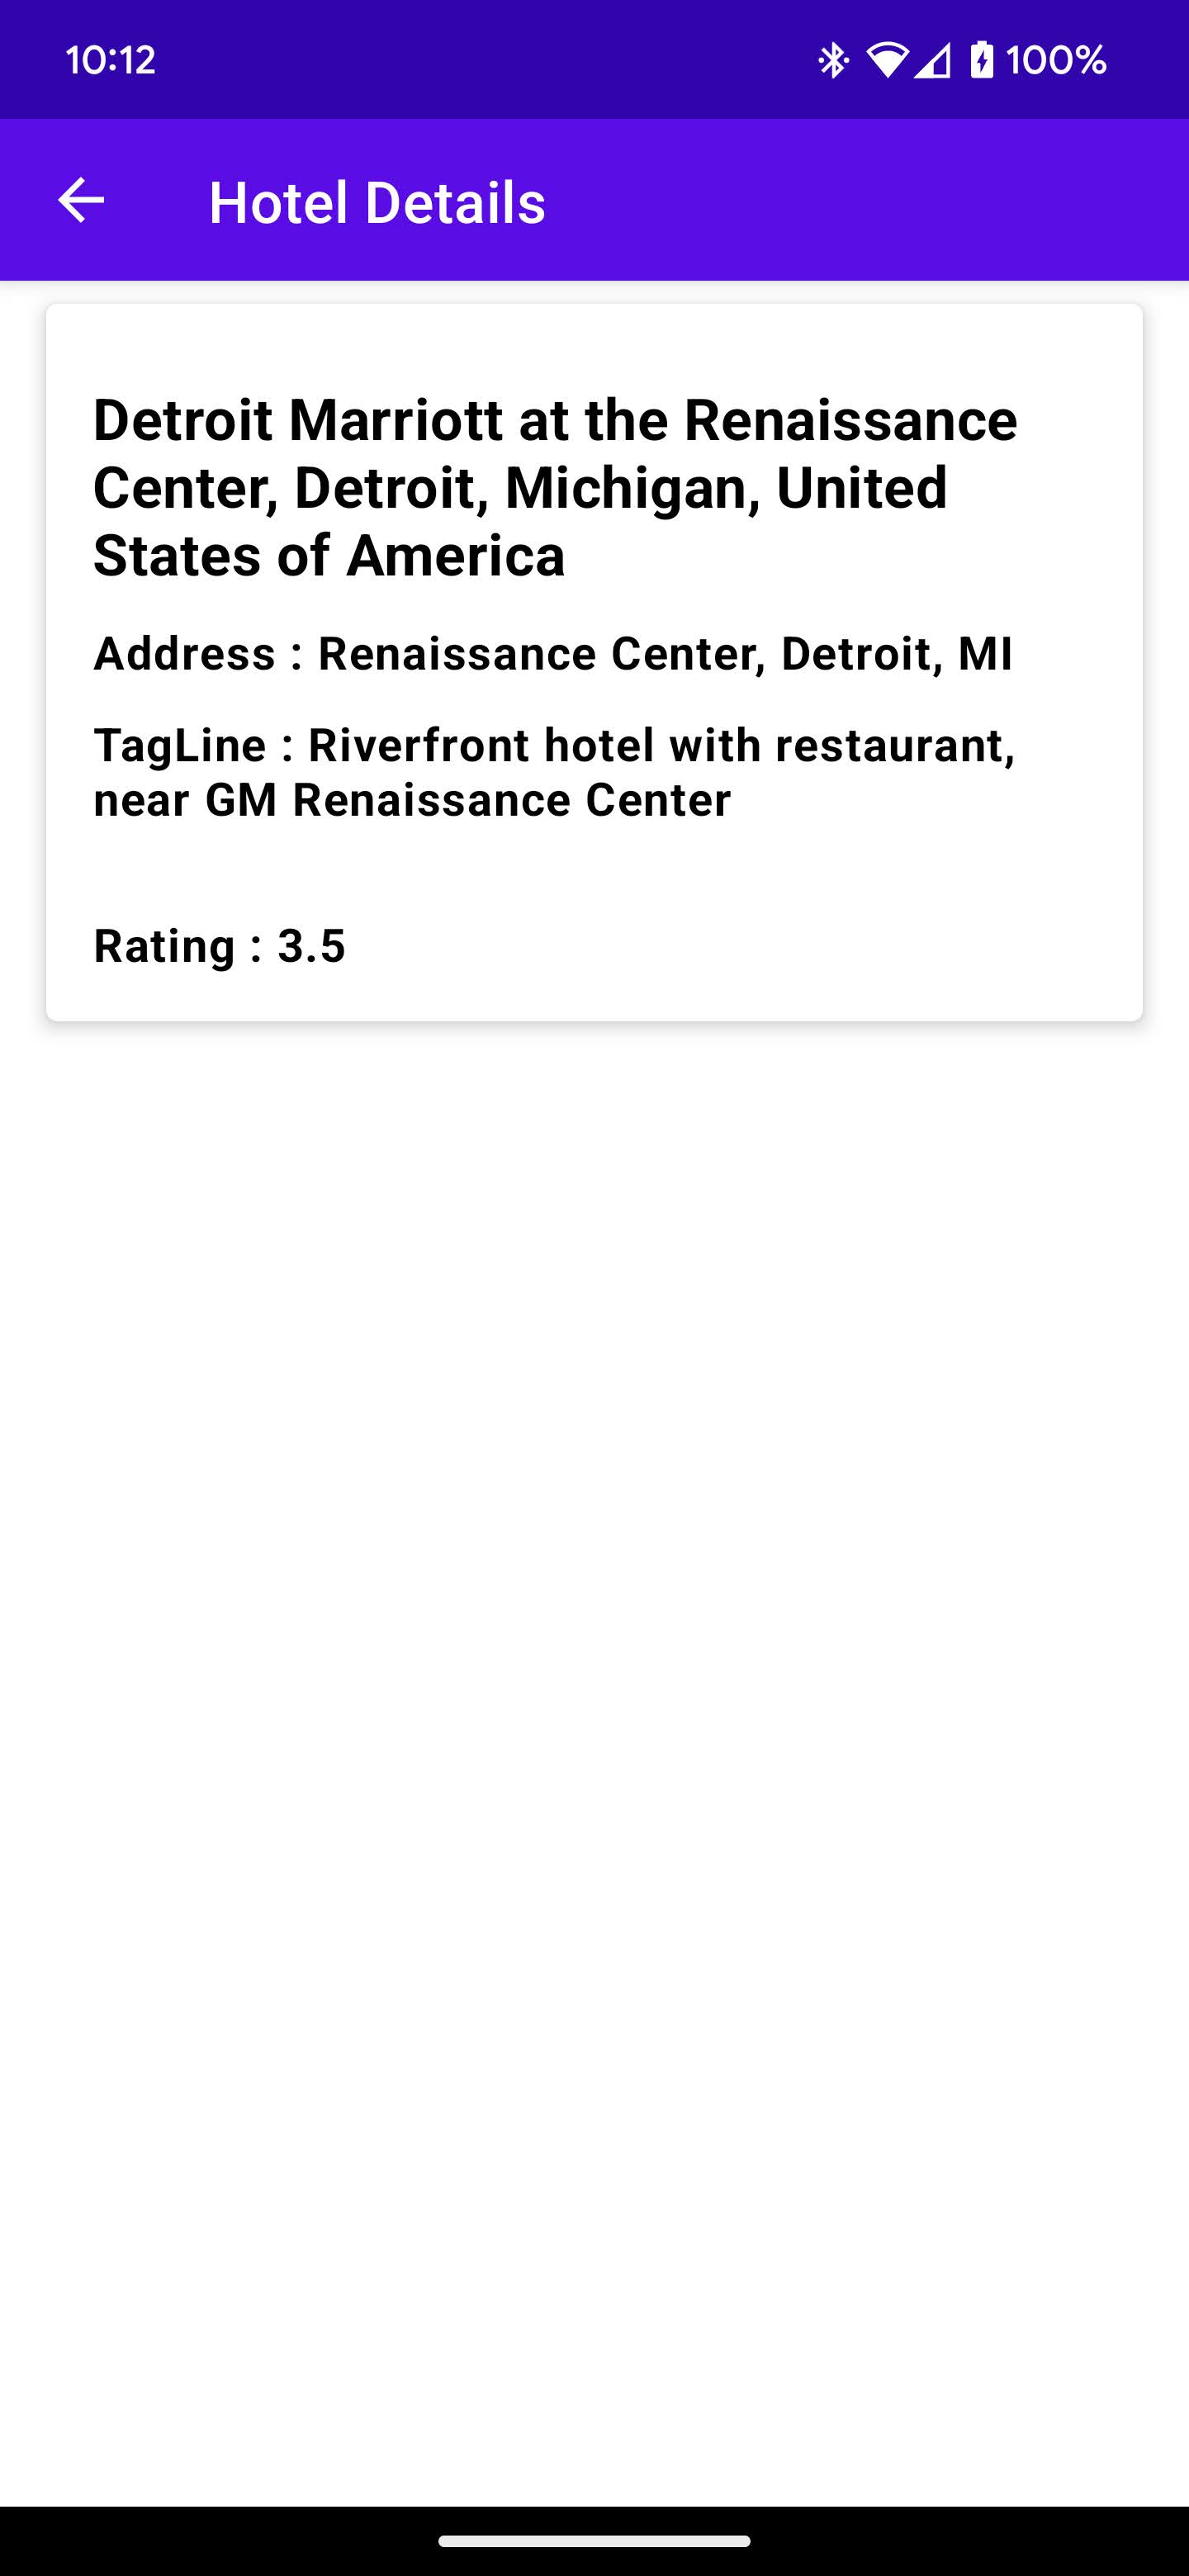 10:12
100%
Hotel Details
Detroit Marriott at the Renaissance
Center, Detroit, Michigan, United
States of America
Address : Renaissance Center, Detroit, MI
TagLine : Riverfront hotel with restaurant,
near GM Renaissance Center
Rating : 3.5